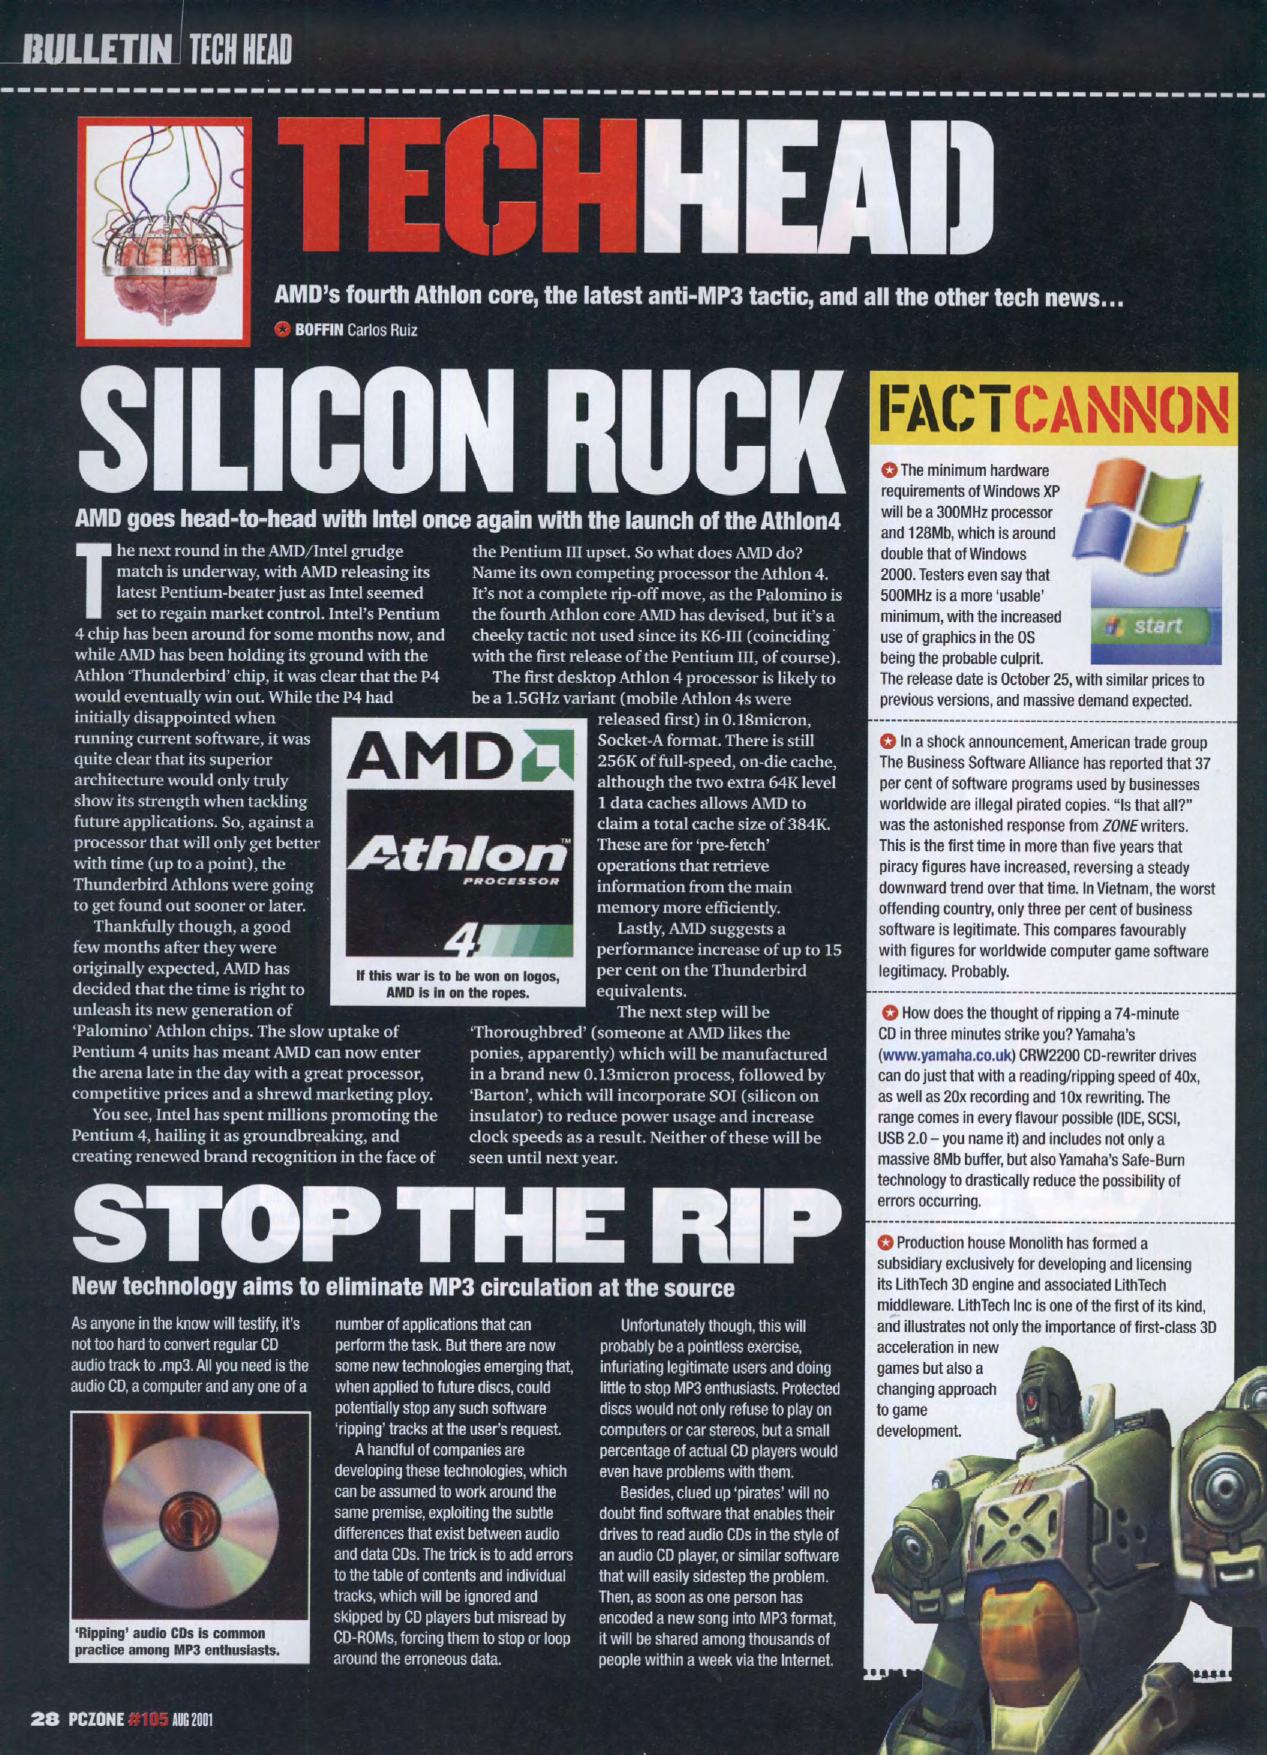 BULLETIN TECH HEAD
TECHHEAD
AMD's fourth Athlon core, the latest anti-MP3 tactic, and all the other tech news...
BOFFIN Carlos Ruiz
SILICON RUCK
AMD goes head-to-head with Intel once again with the launch of the Athlon4
The next round in the AMD/Intel grudge
match is underway, with AMD releasing its
latest Pentium-beater just as Intel seemed
set to regain market control. Intel's Pentium
4 chip has been around for some months now, and
while AMD has been holding its ground with the
Athlon 'Thunderbird' chip, it was clear that the P4
would eventually win out. While the P4 had
initially disappointed when
running current software, it was
quite clear that its superior
architecture would only truly
show its strength when tackling
future applications. So, against a
processor that will only get better
with time (up to a point), the
Thunderbird Athlons were going
to get found out sooner or later.
Thankfully though, a good
few months after they were
originally expected, AMD has
decided that the time is right to
unleash its new generation of
'Palomino' Athlon chips. The slow uptake of
Pentium 4 units has meant AMD can now enter
the arena late in the day with a great processor,
competitive prices and a shrewd marketing ploy.
You see, Intel has spent millions promoting the
Pentium 4, hailing it as groundbreaking, and
creating renewed brand recognition in the face of
the Pentium III upset. So what does AMD do?
Name its own competing processor the Athlon 4.
It's not a complete rip-off move, as the Palomino is
the fourth Athlon core AMD has devised, but it's a
cheeky tactic not used since its K6-III (coinciding
with the first release of the Pentium III, of course).
The first desktop Athlon 4 processor is likely to
be a 1.5GHz variant (mobile Athlon 4s were
released first) in 0.18micron,
Socket-A format. There is still
256K of full-speed, on-die cache,
although the two extra 64K level
1 data caches allows AMD to
claim a total cache size of 384K.
These are for 'pre-fetch'
operations that retrieve
information from the main
memory more efficiently.
Lastly, AMD suggests a
performance increase of up to 15
per cent on the Thunderbird
equivalents.
The next step will be
'Thoroughbred' (someone at AMD likes the
ponies, apparently) which will be manufactured
in a brand new 0.13micron process, followed by
'Barton', which will incorporate SOI (silicon on
insulator) to reduce power usage and increase
clock speeds as a result. Neither of these will be
seen until next year.
AMD
Athlon™
PROCESSOR
4
If this war is to be won on logos,
AMD is in on the ropes.
STOP THE RIP
New technology aims to eliminate MP3 circulation at the source
As anyone in the know will testify, it's
not too hard to convert regular CD
audio track to .mp3. All you need is the
audio CD, a computer and any one of a
'Ripping' audio CDs is common
practice among MP3 enthusiasts.
number of applications that can
perform the task. But there are now
some new technologies emerging that,
when applied to future discs, could
potentially stop any such software
'ripping' tracks at the user's request.
A handful of companies are
developing these technologies, which
can be assumed to work around the
same premise, exploiting the subtle
differences that exist between audio
and data CDs. The trick is to add errors
to the table of contents and individual
tracks, which will be ignored and
skipped by CD players but misread by
CD-ROMs, forcing them to stop or loop
around the erroneous data.
Unfortunately though, this will
probably be a pointless exercise,
infuriating legitimate users and doing
little to stop MP3 enthusiasts. Protected
discs would not only refuse to play on
computers or car stereos, but a small
percentage of actual CD players would
even have problems with them.
Besides, clued up 'pirates' will no
doubt find software that enables their
drives to read audio CDs in the style of
an audio CD player, or similar software
that will easily sidestep the problem.
Then, as soon as one person has
encoded a new song into MP3 format,
it will be shared among thousands of
people within a week via the Internet.
FACTCANNON
The minimum hardware
requirements of Windows XP
will be a 300MHz processor
and 128Mb, which is around
double that of Windows
2000. Testers even say that
500MHz is a more 'usable'
minimum, with the increased
use of graphics in the OS
being the probable culprit.
The release date is October 25, with similar prices to
previous versions, and massive demand expected.
start
In a shock announcement, American trade group
The Business Software Alliance has reported that 37
per cent of software programs used by businesses
worldwide are illegal pirated copies. "Is that all?"
was the astonished response from ZONE writers.
This is the first time in more than five years that
piracy figures have increased, reversing a steady
downward trend over that time. In Vietnam, the worst
offending country, only three per cent of business
software is legitimate. This compares favourably
with figures for worldwide computer game software
legitimacy. Probably.
How does the thought of ripping a 74-minute
CD in three minutes strike you? Yamaha's
(www.yamaha.co.uk) CRW2200 CD-rewriter drives
can do just that with a reading/ripping speed of 40x,
as well as 20x recording and 10x rewriting. The
range comes in every flavour possible (IDE, SCSI,
USB 2.0 – you name it) and includes not only a
massive 8Mb buffer, but also Yamaha's Safe-Burn
technology to drastically reduce the possibility of
errors occurring.
Production house Monolith has formed a
subsidiary exclusively for developing and licensing
its LithTech 3D engine and associated LithTech
middleware. LithTech Inc is one of the first of its kind,
and illustrates not only the importance of first-class 3D
acceleration in new
games but also a
changing approach
to game
development.
28 PCZONE #105 AUG 2001